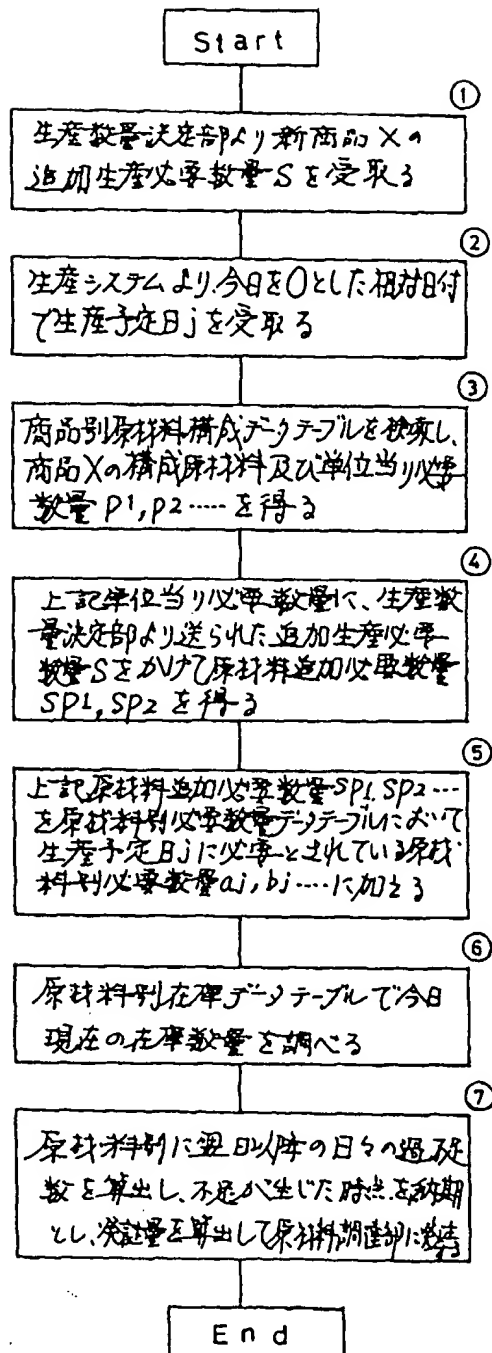 Start
①
生産数量決定部より新商品Xの
追加生産必要数量Sを受取る
②
生産システムより、今日を0とした相対日付
で生産予定日jを受取る
③
商品別原材料構成データテーブルを検索し、
商品Xの構成原材料及び単位当り必要
数量P1,P2‥‥‥を得る
④
上記単位当り必要数量に、生産数
量決定部より送られた追加生産必要
数量Sをかけて原材料追加必要数量
SP1,SP2を得る
⑤
上記原材料追加必要数量SP1,SP2‥‥
を原材料別必要数量データテーブルにおいて
生産予定日jに必要とされている原材
料別必要数量aj,bj‥‥‥に加える
⑥
原材料別在庫データテーブルで今日
現在の在庫数量を調べる
⑦
原材料別に翌日以降の日々の過不足
数を算出し、不足が生じた時点を納期
とし、発注量を算出して原材料調達部に
End